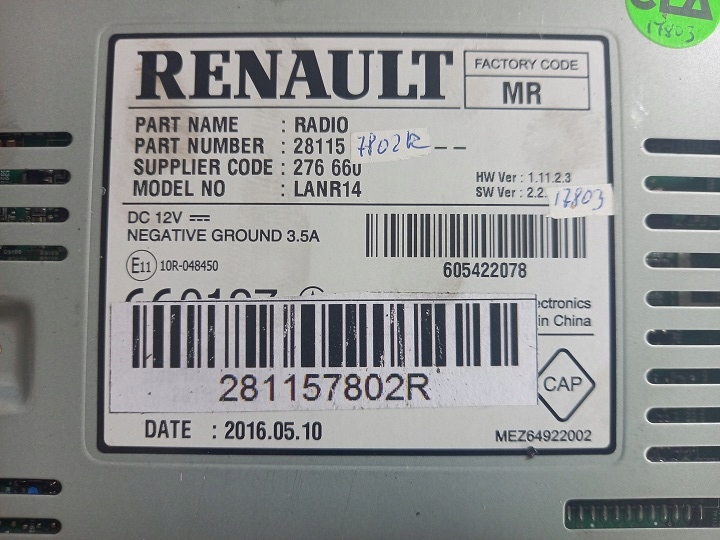 17803
RENAULT
FACTORY CODE
MR
PART NAME : RADIO
PART NUMBER : 28115 7802R --
SUPPLIER CODE : 276 660
MODEL NO : LANR14
HW Ver : 1.11.2.3
SW Ver : 2.2. 17803
DC 12V
NEGATIVE GROUND 3.5A
E11 10R-048450
605422078
ectronics
in China
281157802R
CAP
DATE : 2016.05.10
MEZ64922002